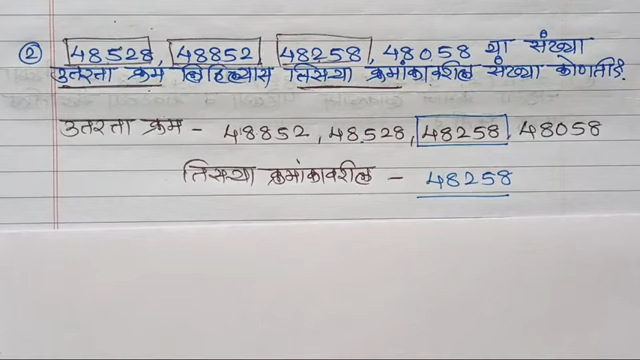 ② 48528, 48852, 48258, 48058 या संख्या
उतरत्या क्रम लिहिल्यास तिसऱ्या क्रमांकावरील संख्या कोणती?
उतरत्ता क्रम - 48852, 48528, 48258, 48058
तिसऱ्या क्रमांकावरील - 48258